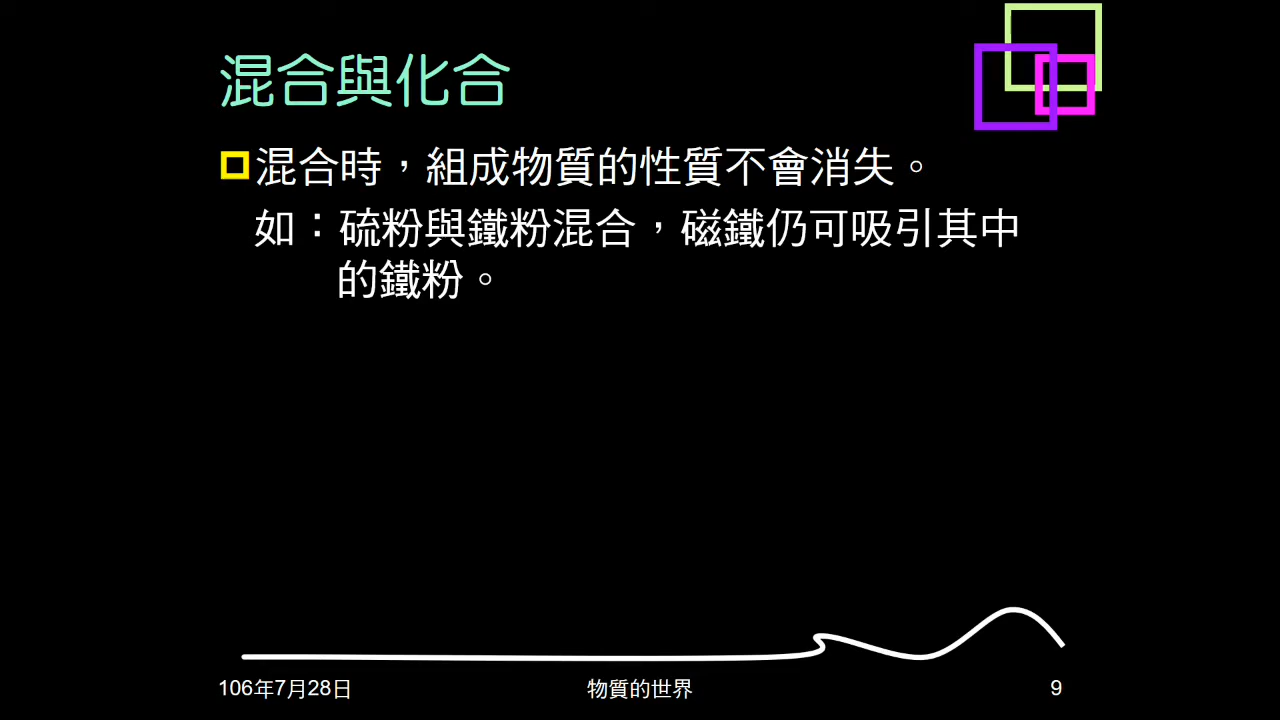 混合與化合
混合時，組成物質的性質不會消失。
如：硫粉與鐵粉混合，磁鐵仍可吸引其中
的鐵粉。
106年7月28日
物質的世界
9